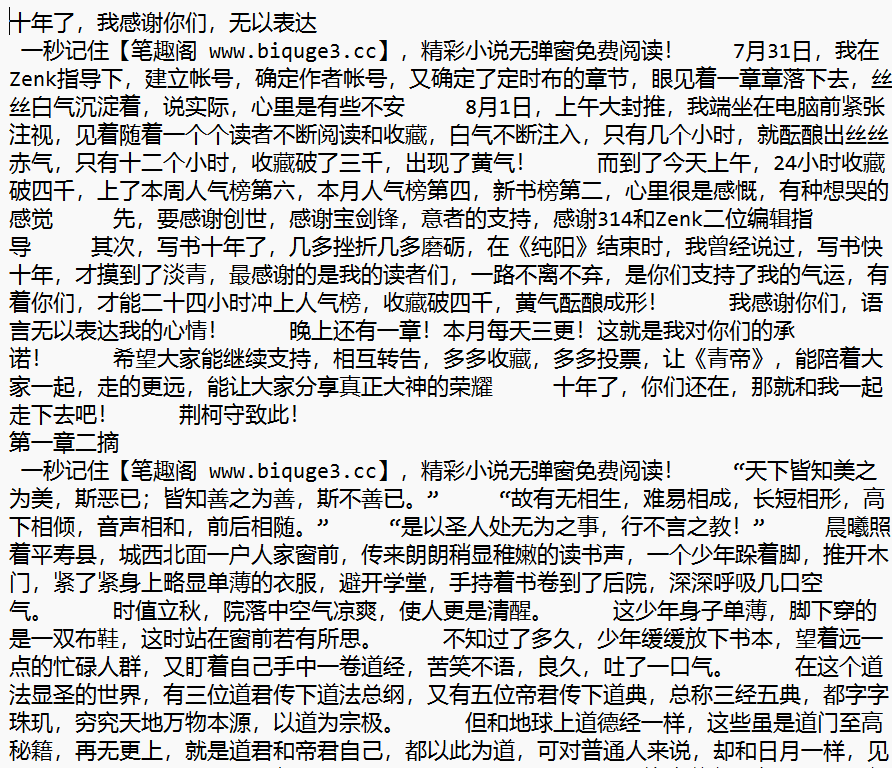 十年了，我感谢你们，无以表达
一秒记住【笔趣阁 www.biquge3.cc】，精彩小说无弹窗免费阅读！ 7月31日，我在
Zenk指导下，建立帐号，确定作者帐号，又确定了定时布的章节，眼见着一章章落下去，丝
丝白气沉淀着，说实际，心里是有些不安 8月1日，上午大封推，我端坐在电脑前紧张
注视，见着随着一个个读者不断阅读和收藏，白气不断注入，只有几个小时，就酝酿出丝丝
赤气，只有十二个小时，收藏破了三千，出现了黄气！ 而到了今天上午，24小时收藏
破四千，上了本周人气榜第六，本月人气榜第四，新书榜第二，心里很是感慨，有种想哭的
感觉 先，要感谢创世，感谢宝剑锋，意者的支持，感谢314和Zenk二位编辑指
导 其次，写书十年了，几多挫折几多磨砺，在《纯阳》结束时，我曾经说过，写书快
十年，才摸到了淡青，最感谢的是我的读者们，一路不离不弃，是你们支持了我的气运，有
着你们，才能二十四小时冲上人气榜，收藏破四千，黄气酝酿成形！ 我感谢你们，语
言无以表达我的心情！ 晚上还有一章！本月每天三更！这就是我对你们的承
诺！ 希望大家能继续支持，相互转告，多多收藏，多多投票，让《青帝》，能陪着大
家一起，走的更远，能让大家分享真正大神的荣耀 十年了，你们还在，那就和我一起
走下去吧！ 荆柯守致此！
第一章二摘
一秒记住【笔趣阁 www.biquge3.cc】，精彩小说无弹窗免费阅读！ “天下皆知美之
为美，斯恶已；皆知善之为善，斯不善已。” “故有无相生，难易相成，长短相形，高
下相倾，音声相和，前后相随。” “是以圣人处无为之事，行不言之教！” 晨曦照
着平寿县，城西北面一户人家窗前，传来朗朗稍显稚嫩的读书声，一个少年跺着脚，推开木
门，紧了紧身上略显单薄的衣服，避开学堂，手持着书卷到了后院，深深呼吸几口空
气。 时值立秋，院落中空气凉爽，使人更是清醒。 这少年身子单薄，脚下穿的
是一双布鞋，这时站在窗前若有所思。 不知过了多久，少年缓缓放下书本，望着远一
点的忙碌人群，又盯着自己手中一卷道经，苦笑不语，良久，吐了一口气。 在这个道
法显圣的世界，有三位道君传下道法总纲，又有五位帝君传下道典，总称三经五典，都字字
珠玑，穷究天地万物本源，以道为宗极。 但和地球上道德经一样，这些虽是道门至高
秘籍，再无更上，就是道君和帝君自己，都以此为道，可对普通人来说，却和日月一样，见